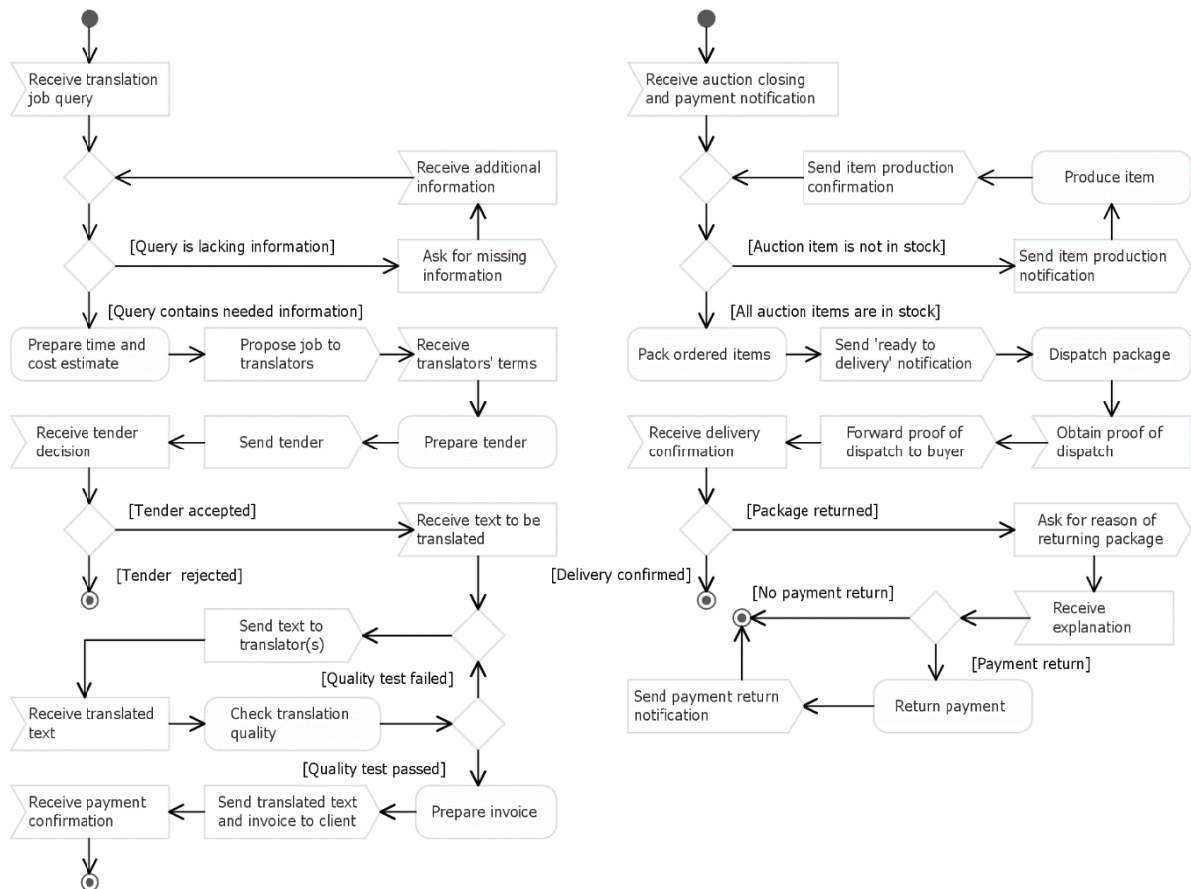 Receive translation
job query
Receive additional
information
[Query is lacking information]
Ask for missing
information
[Query contains needed information]
Prepare time and
cost estimate
Propose job to
translators
Receive
translators' terms
Receive tender
decision
Send tender
Prepare tender
[Tender accepted]
Receive text to be
translated
[Tender  rejected]
Send text to
translator(s)
[Quality test failed]
Receive translated
text
Check translation
quality
[Quality test passed]
Receive payment
confirmation
Send translated text
and invoice to client
Prepare invoice
Receive auction closing
and payment notification
Send item production
confirmation
Produce item
[Auction item is not in stock]
Send item production
notification
[All auction items are in stock]
Pack ordered items
Send 'ready to
delivery' notification
Dispatch package
Receive delivery
confirmation
Forward proof of
dispatch to buyer
Obtain proof of
dispatch
[Package returned]
Ask for reason of
returning package
[Delivery confirmed]
[No payment return]
Receive
explanation
[Payment return]
Send payment return
notification
Return payment